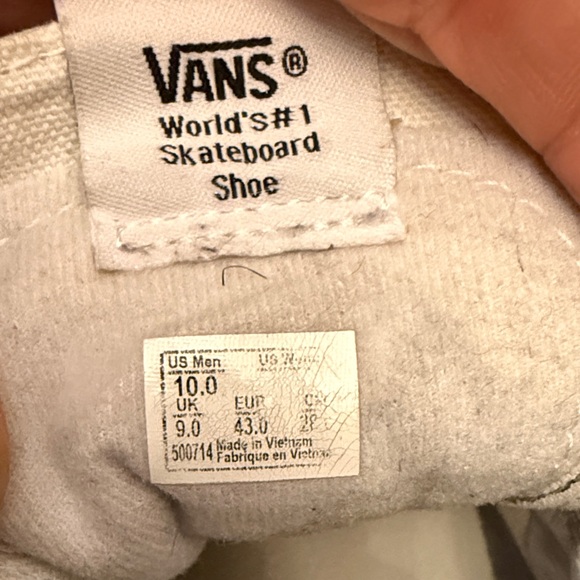 VANS®
World's#1
Skateboard
Shoe
US Men US
10.0
UK EUR
9.0 43.0
500714 Made in Vietnam
Fabrique en Vietnam